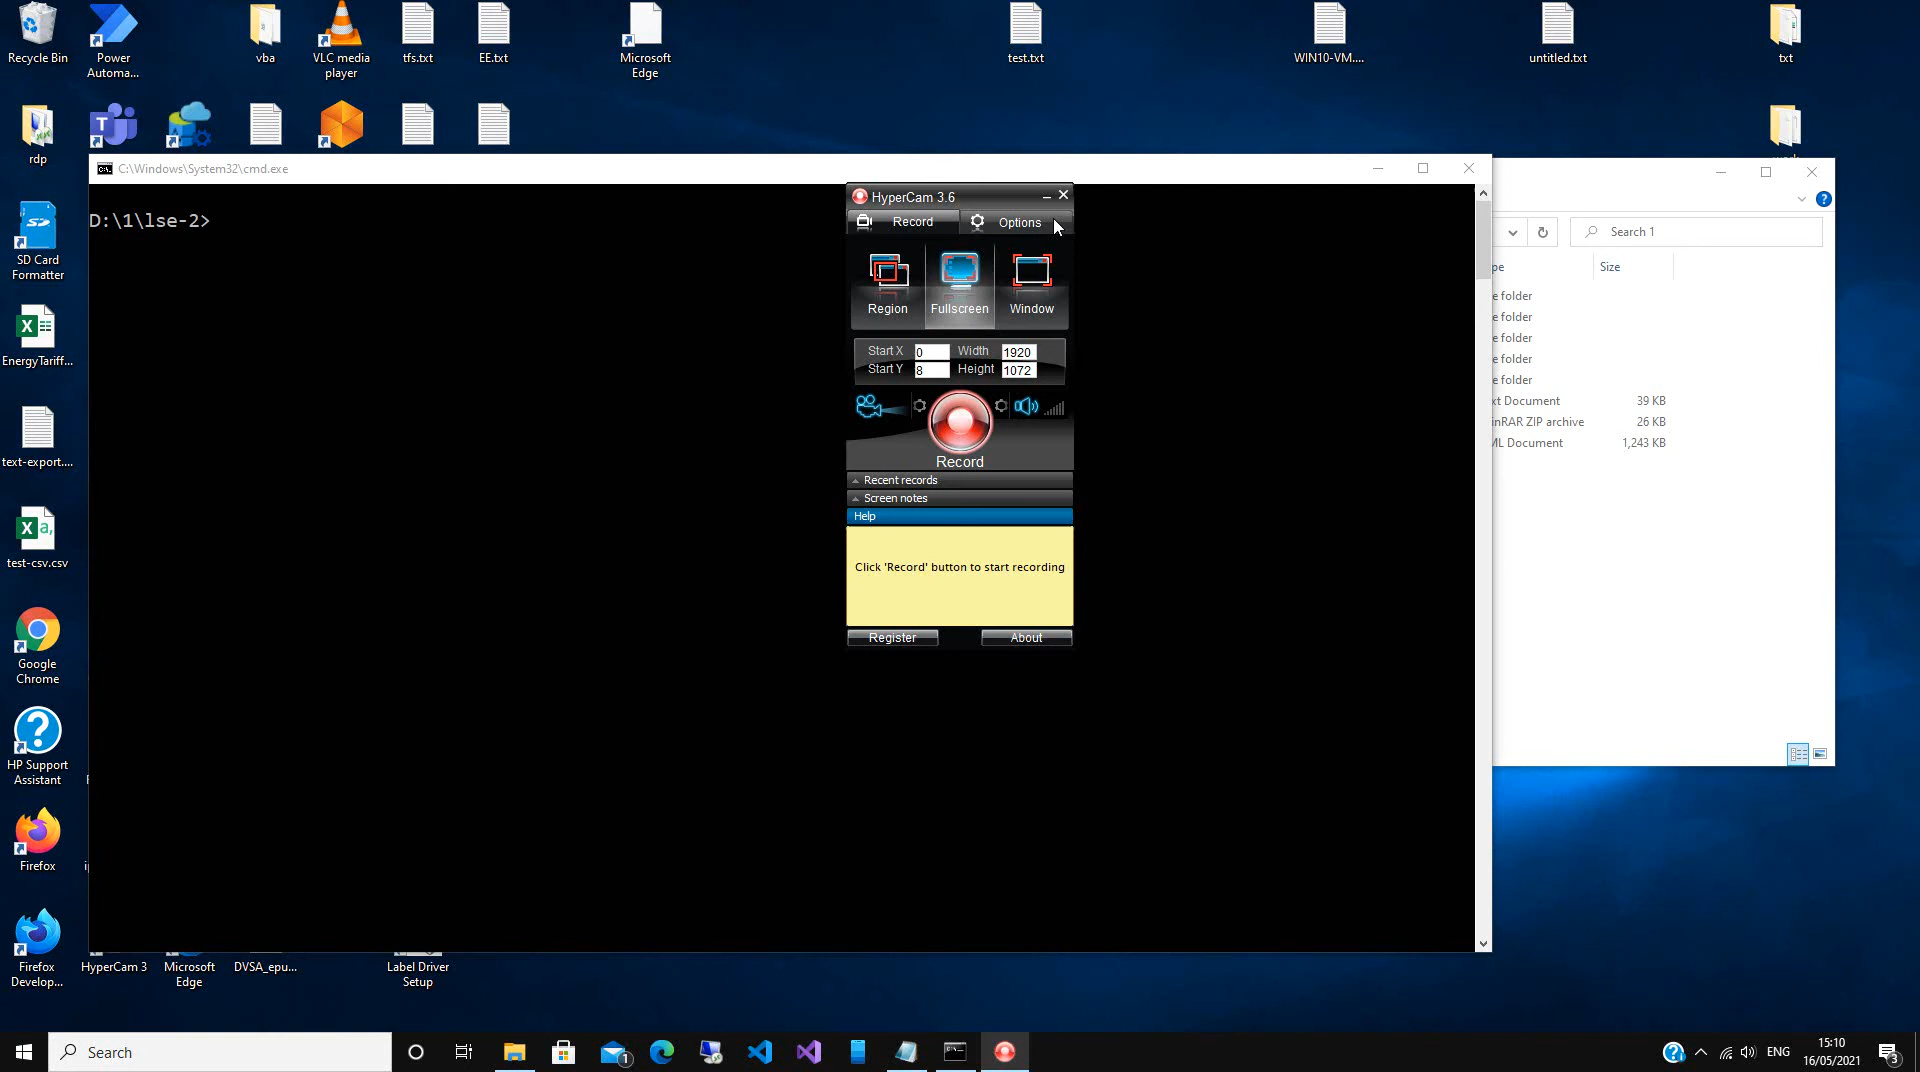 Recycle Bin
Power
Automa...
vba
VLC media
player
tfs.txt
EE.txt
Microsoft
Edge
test.txt
WIN10-VM....
untitled.txt
txt
rdp
C:\Windows\System32\cmd.exe
D:\1\lse-2>
HyperCam 3.6
Record
Options
Region
Fullscreen
Window
Start X 0 Width 1920
Start Y 8 Height 1072
Record
Recent records
Screen notes
Help
Click 'Record' button to start recording
Register
About
Search 1
Size
e folder
e folder
e folder
e folder
e folder
xt Document 39 KB
inRAR ZIP archive 26 KB
ML Document 1,243 KB
SD Card
Formatter
EnergyTariff...
text-export....
test-csv.csv
Google
Chrome
HP Support
Assistant
Firefox
Firefox
Develop...
HyperCam 3
Microsoft
Edge
DVSA_epu...
Label Driver
Setup
Search
1
ENG
15:10
16/05/2021
3